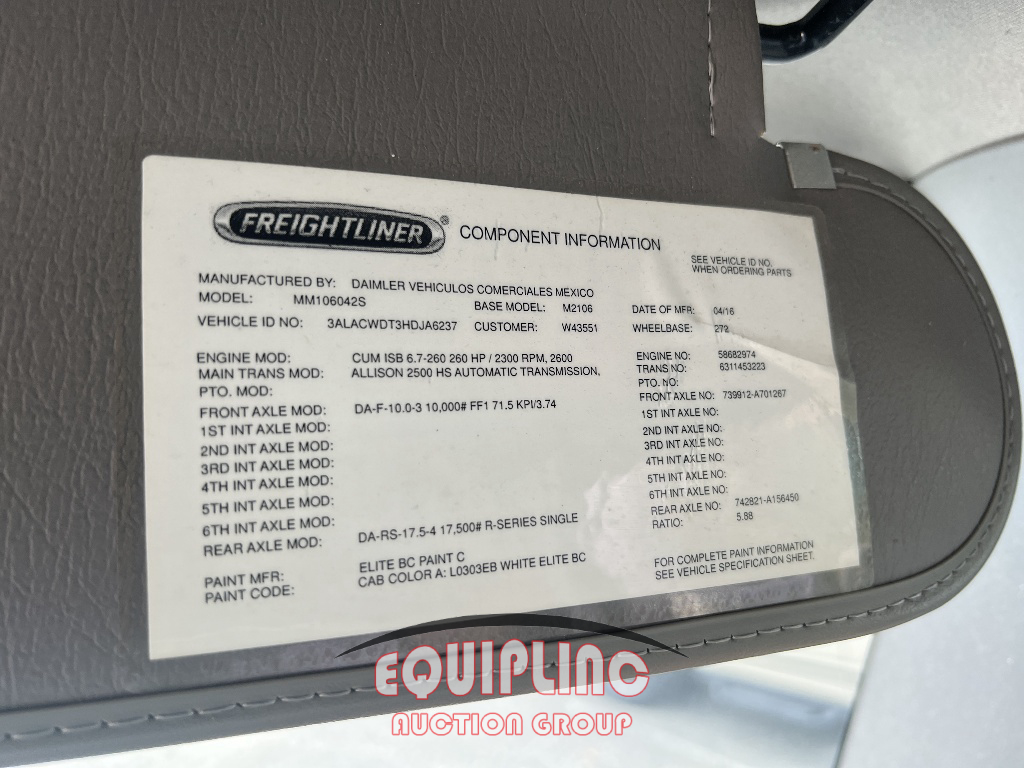 FREIGHTLINER® COMPONENT INFORMATION
SEE VEHICLE ID NO.
WHEN ORDERING PARTS
MANUFACTURED BY: DAIMLER VEHICULOS COMERCIALES MEXICO
MODEL: MM106042S BASE MODEL: M2106 DATE OF MFR: 04/16
VEHICLE ID NO: 3ALACWDT3HDJA6237 CUSTOMER: W43551 WHEELBASE: 272
ENGINE MOD: CUM ISB 6.7-260 260 HP / 2300 RPM, 2600 ENGINE NO: 58682974
MAIN TRANS MOD: ALLISON 2500 HS AUTOMATIC TRANSMISSION, TRANS NO: 6311453223
PTO. MOD: PTO. NO:
FRONT AXLE MOD: DA-F-10.0-3 10,000# FF1 71.5 KPI/3.74 FRONT AXLE NO: 739912-A701267
1ST INT AXLE MOD: 1ST INT AXLE NO:
2ND INT AXLE MOD: 2ND INT AXLE NO:
3RD INT AXLE MOD: 3RD INT AXLE NO:
4TH INT AXLE MOD: 4TH INT AXLE NO:
5TH INT AXLE MOD: 5TH INT AXLE NO:
6TH INT AXLE MOD: 6TH INT AXLE NO:
REAR AXLE MOD: DA-RS-17.5-4 17,500# R-SERIES SINGLE REAR AXLE NO: 742821-A156450
RATIO: 5.88
PAINT MFR: ELITE BC PAINT C
PAINT CODE: CAB COLOR A: L0303EB WHITE ELITE BC
FOR COMPLETE PAINT INFORMATION
SEE VEHICLE SPECIFICATION SHEET.
EQUIPLINC
AUCTION GROUP